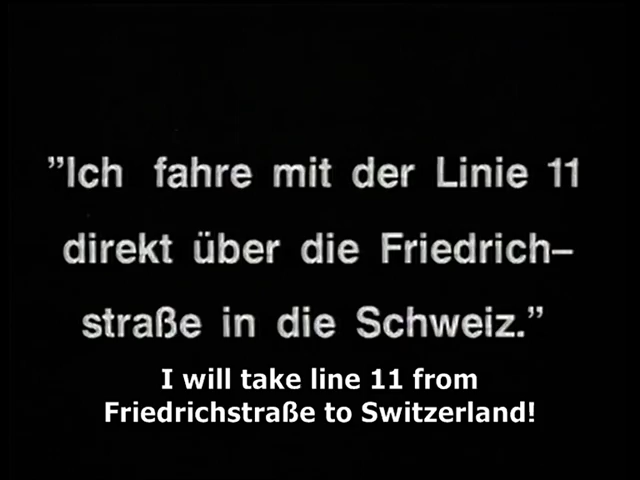 ”Ich fahre mit der Linie 11
direkt über die Friedrich–
straße in die Schweiz.”
I will take line 11 from
Friedrichstraße to Switzerland!